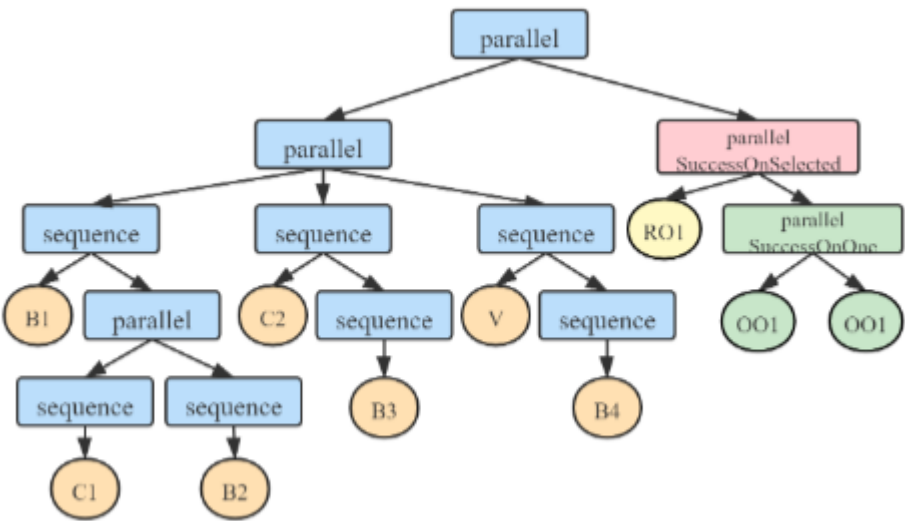 parallel
parallel
parallel
SuccessOnSelected
sequence
sequence
sequence
RO1
parallel
SuccessOnOne
B1
parallel
C2
sequence
V
sequence
OO1
OO1
sequence
sequence
B3
B4
C1
B2